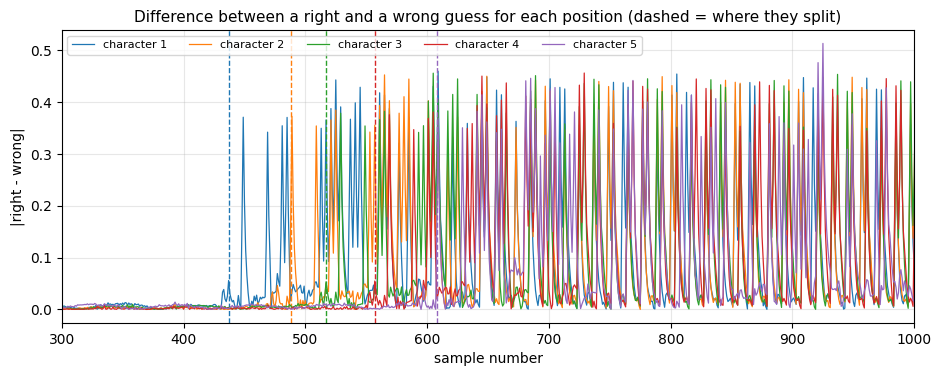 Difference between a right and a wrong guess for each position (dashed = where they split)
character 1 character 2 character 3 character 4 character 5
|right - wrong|
0.5
0.4
0.3
0.2
0.1
0.0
300 400 500 600 700 800 900 1000
sample number